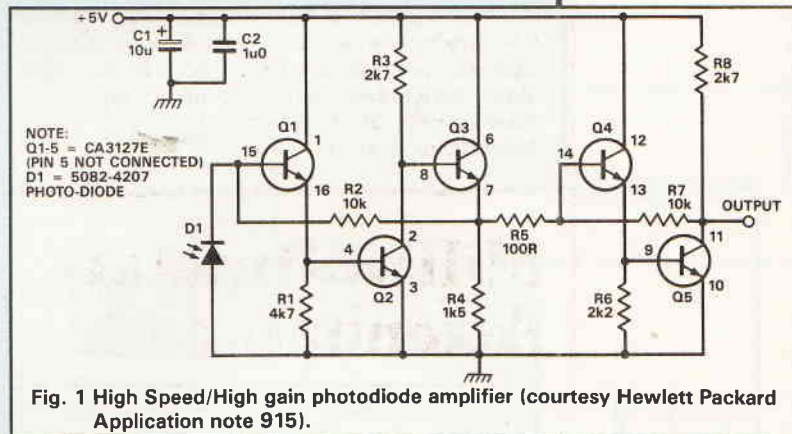 +5V
C1
10u
+
C2
1u0
R3
2k7
R8
2k7
NOTE:
Q1-5 = CA3127E
(PIN 5 NOT CONNECTED)
D1 = 5082-4207
PHOTO-DIODE
Q1
15
1
16
Q3
6
8
7
Q4
12
14
13
R2
10k
R7
10k
OUTPUT
D1
R5
100R
2
4
3
Q2
11
9
10
Q5
R1
4k7
R4
1k5
R6
2k2
Fig. 1 High Speed/High gain photodiode amplifier (courtesy Hewlett Packard
Application note 915).